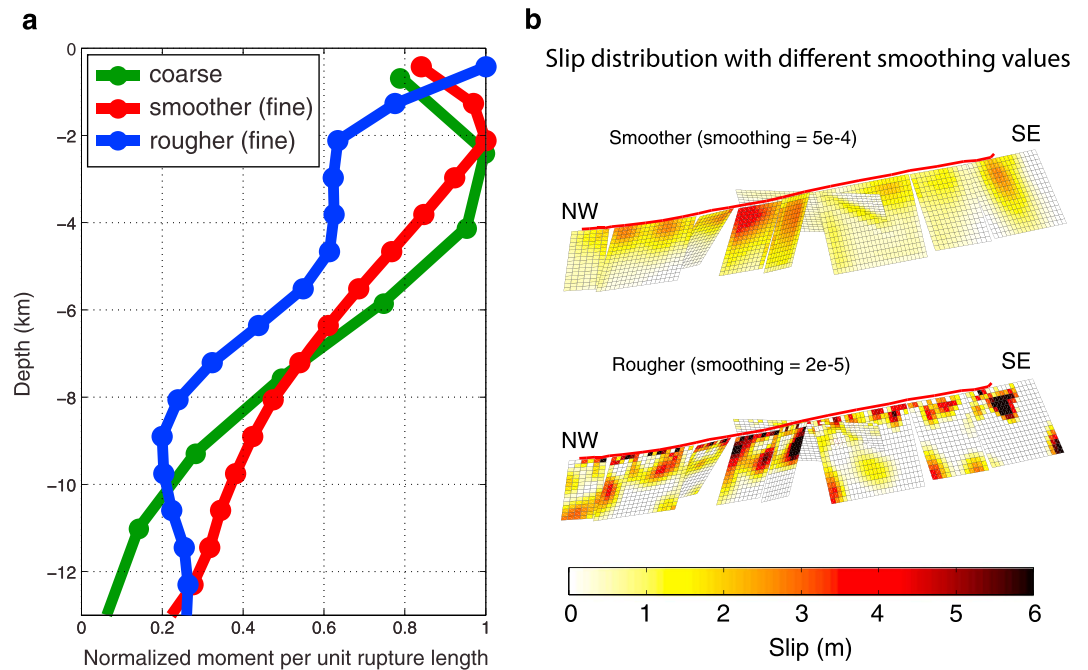 a
0
−2
−4
−6
−8
−10
−12
Depth (km)
coarse
smoother (fine)
rougher (fine)
0
0.2
0.4
0.6
0.8
1
Normalized moment per unit rupture length
b
Slip distribution with different smoothing values
Smoother (smoothing = 5e-4)
SE
NW
Rougher (smoothing = 2e-5)
SE
NW
0 1 2 3 4 5 6
Slip (m)